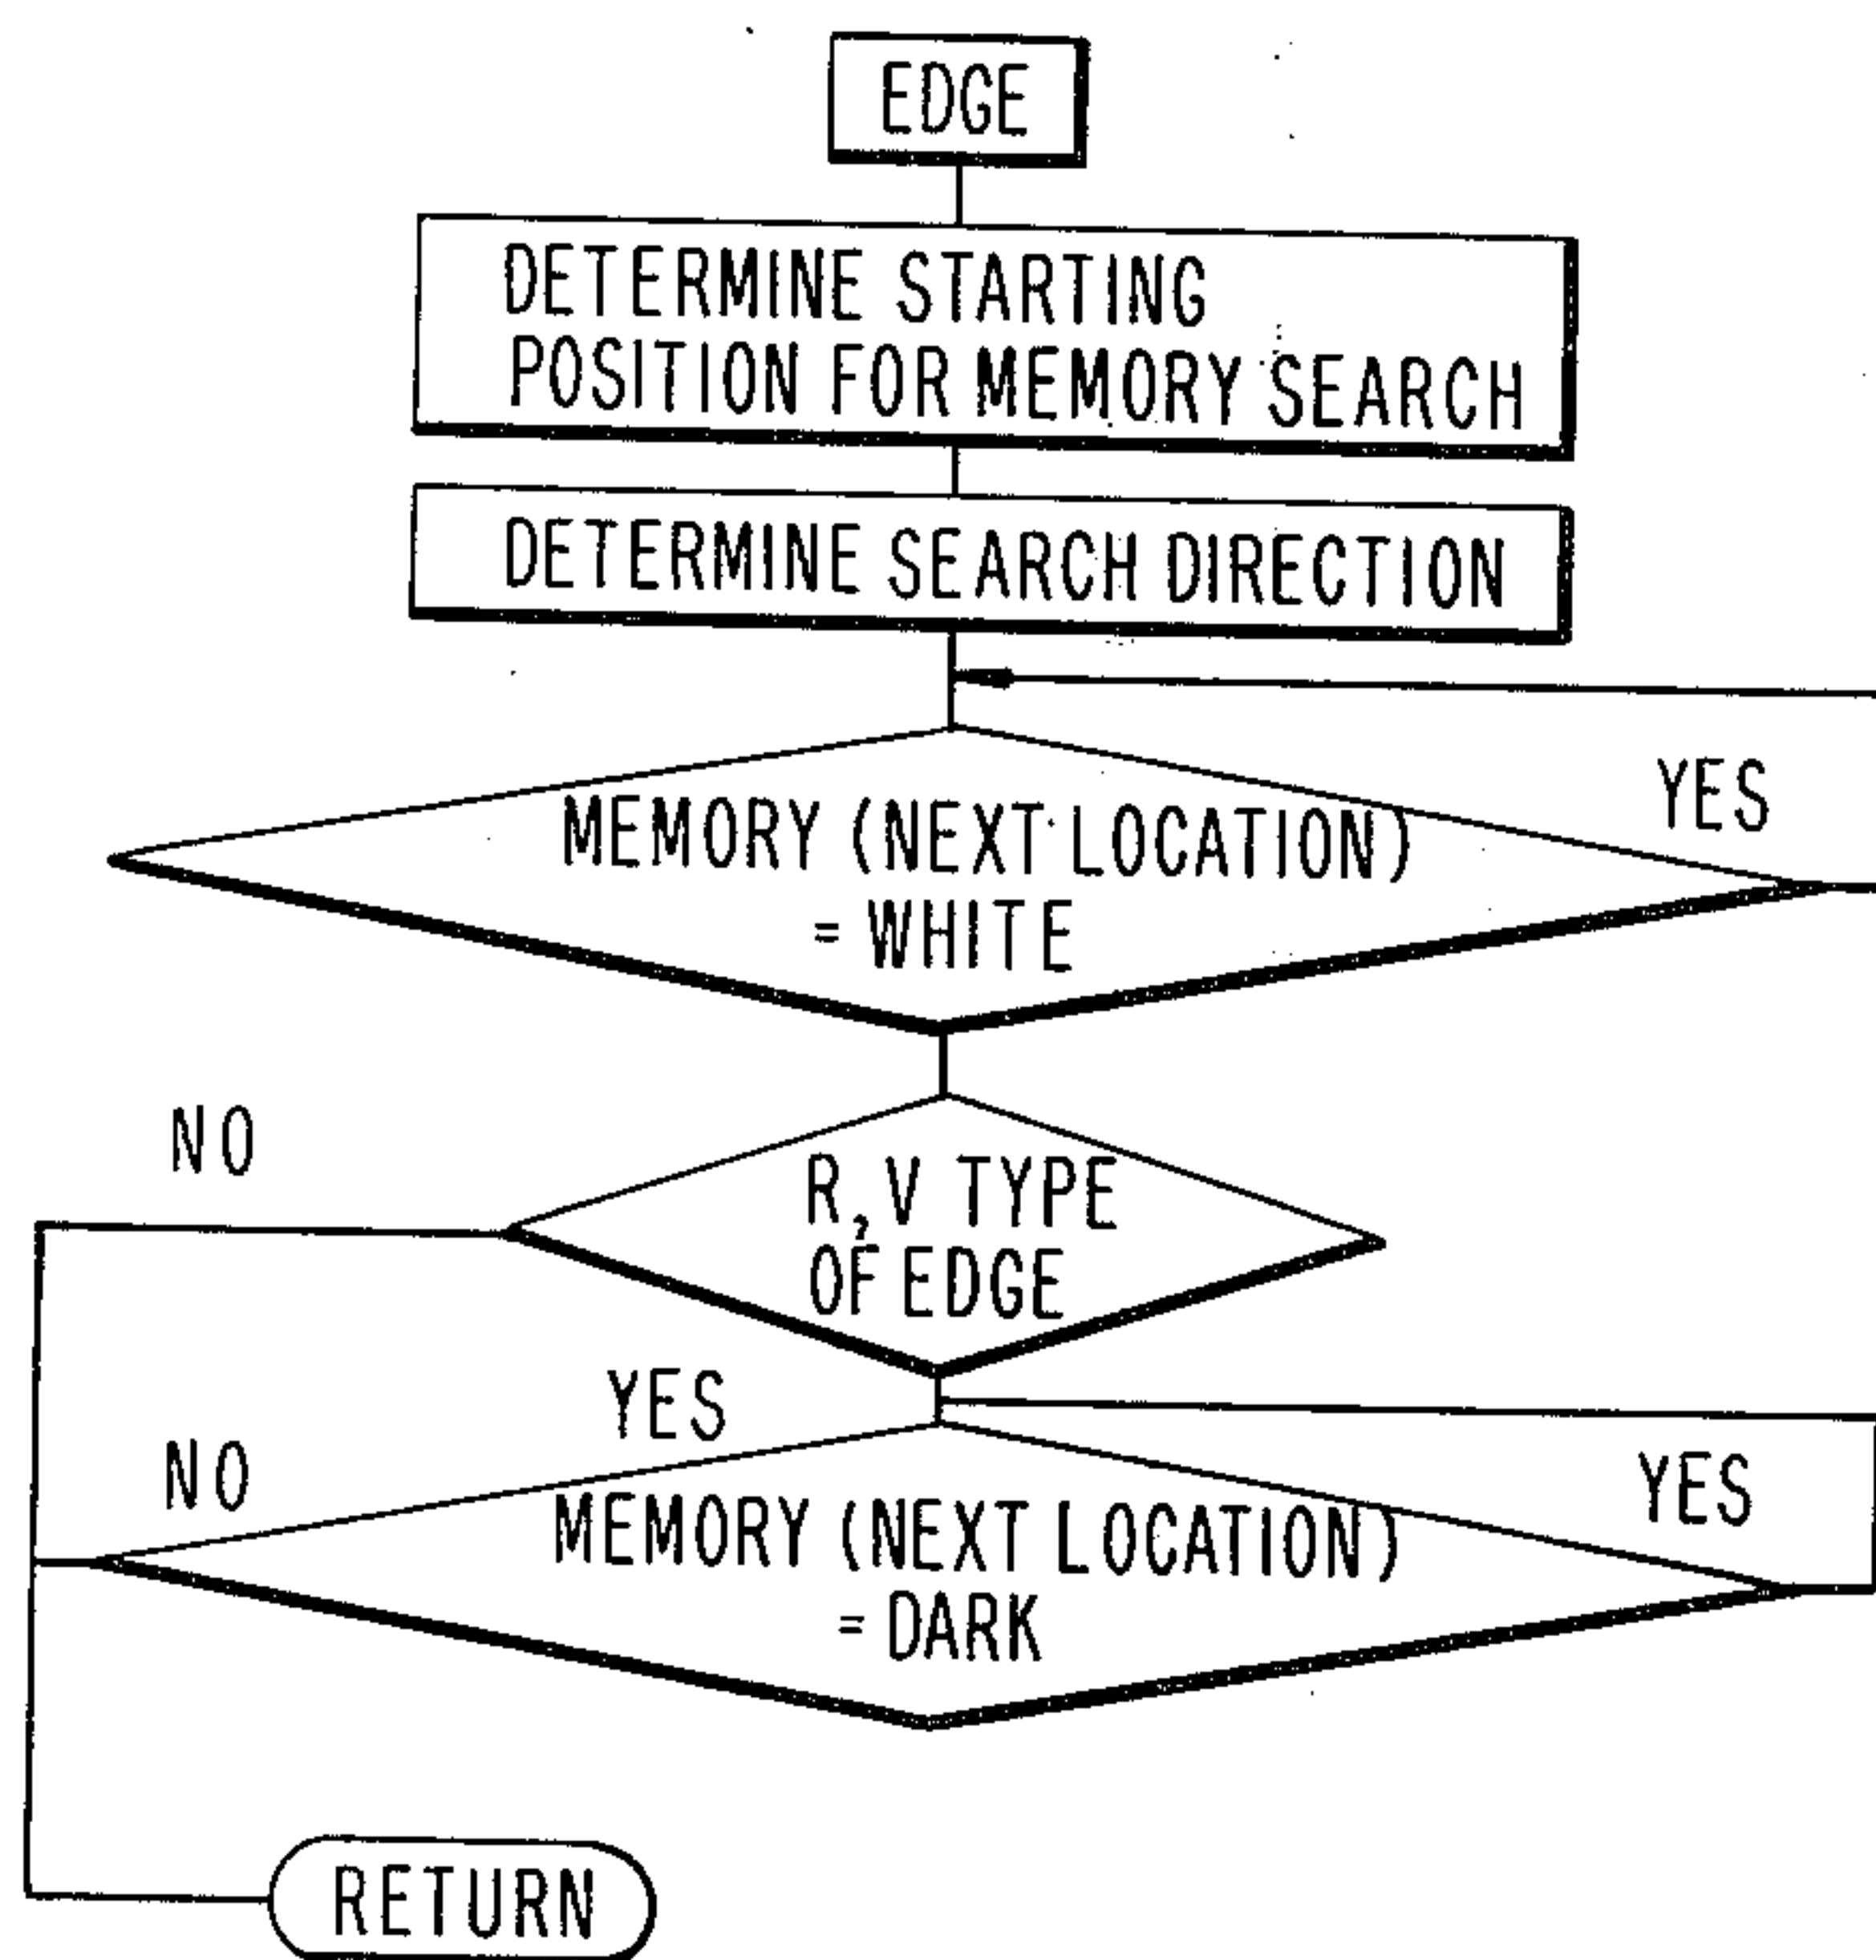 EDGE
DETERMINE STARTING
POSITION FOR MEMORY SEARCH
DETERMINE SEARCH DIRECTION
YES
MEMORY (NEXT LOCATION)
= WHITE
NO
R, V TYPE
OF EDGE
YES
NO
YES
MEMORY (NEXT LOCATION)
= DARK
RETURN